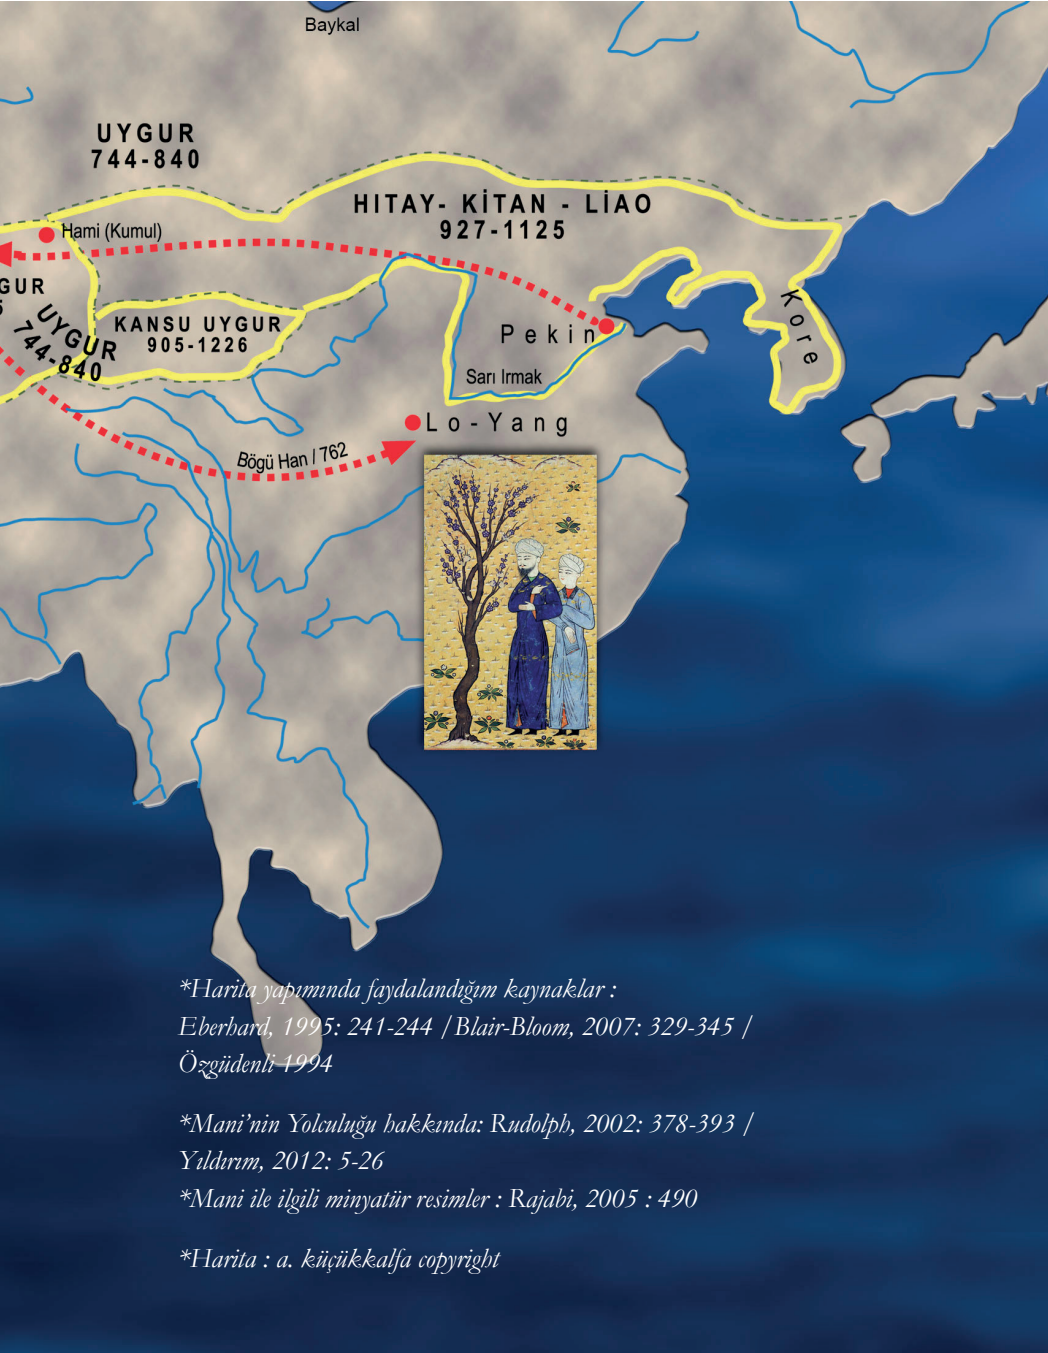 Baykal
UYGUR
744-840
HITAY- KİTAN - LİAO
927-1125
Hami (Kumul)
GUR
5
UYGUR
744-840
KANSU UYGUR
905-1226
Kore
Pekin
Sarı Irmak
Lo-Yang
Bögü Han / 762
*Harita yapımında faydalandığım kaynaklar :
Eberhard, 1995: 241-244 / Blair-Bloom, 2007: 329-345 /
Özgüdenli 1994
*Mani’nin Yolculuğu hakkında: Rudolph, 2002: 378-393 /
Yıldırım, 2012: 5-26
*Mani ile ilgili minyatür resimler : Rajabi, 2005 : 490
*Harita : a. küçükkalfa copyright